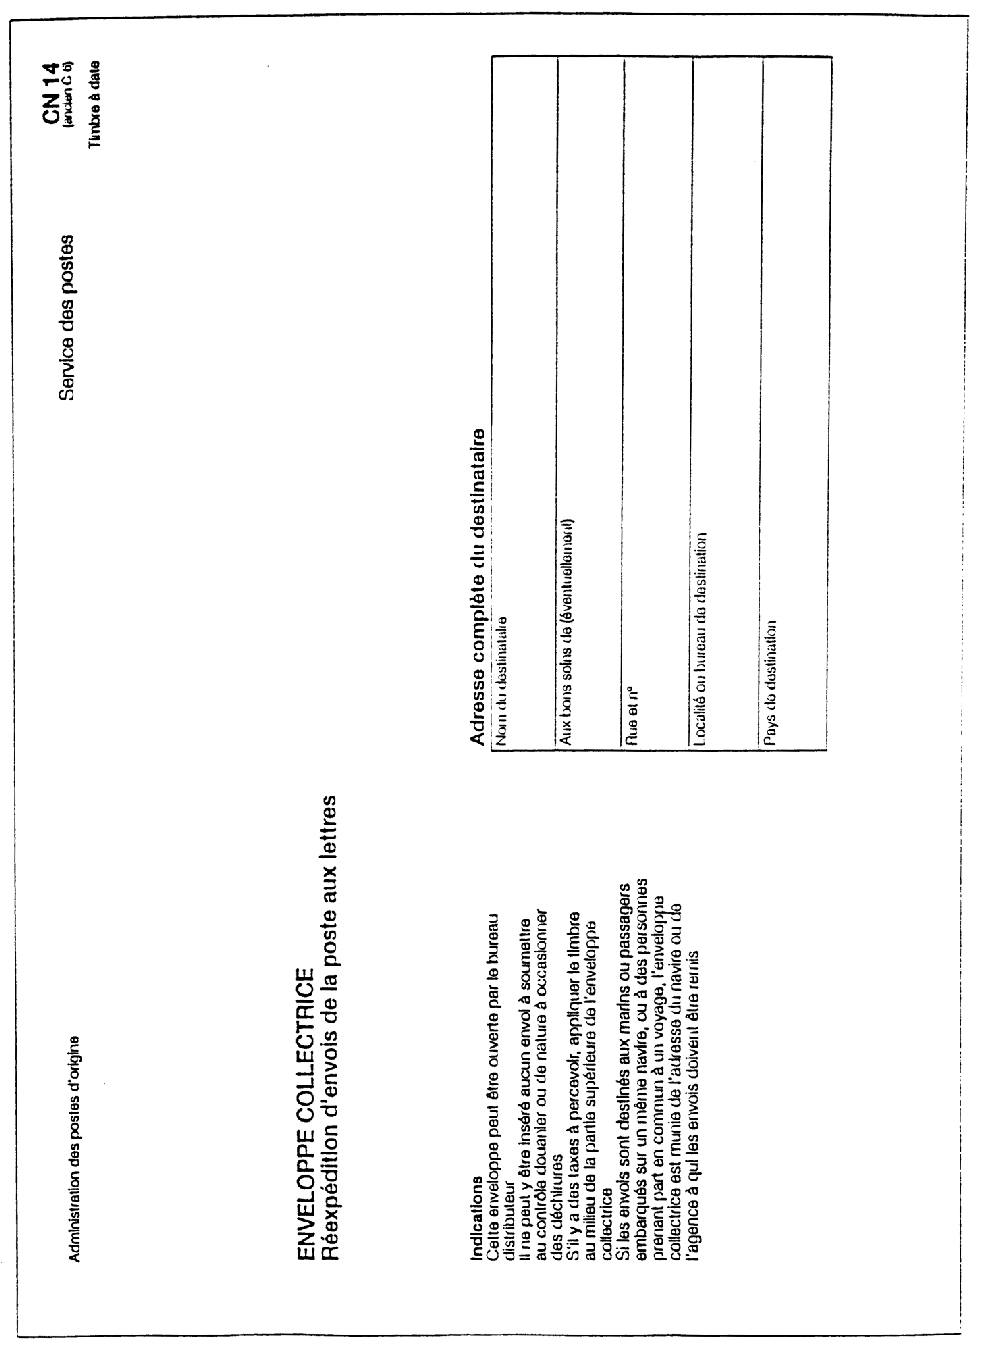 Administration des postes d'origine
Service des postes
CN 14
(ancien C 6)
Timbre à date
ENVELOPPE COLLECTRICE
Réexpédition d'envois de la poste aux lettres
Indications
Cette enveloppe peut être ouverte par le bureau
distributeur
Il ne peut y être inséré aucun envoi à soumettre
au contrôle douanier ou de nature à occasionner
des déchirures
S'il y a des taxes à percevoir, appliquer le timbre
au milieu de la partie supérieure de l'enveloppe
collectrice
Si les envois sont destinés aux marins ou passagers
embarqués sur un même navire, ou à des personnes
prenant part en commun à un voyage, l'enveloppe
collectrice est munie de l'adresse du navire ou de
l'agence à qui les envois doivent être remis
Adresse complète du destinataire
Nom du destinataire
Aux bons soins de (éventuellement)
Rue et n°
Localité ou bureau de destination
Pays de destination